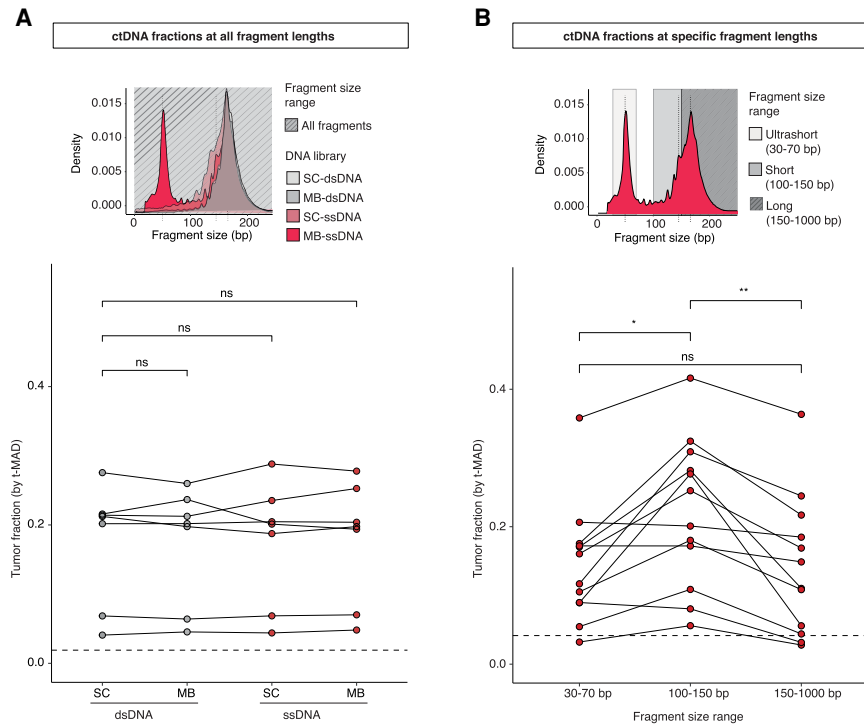 A
ctDNA fractions at all fragment lengths
Density
0.015
0.010
0.005
0.000
0
100
200
Fragment size (bp)
Fragment size
range
All fragments
DNA library
SC-dsDNA
MB-dsDNA
SC-ssDNA
MB-ssDNA
Tumor fraction (by t-MAD)
0.4
0.2
0.0
ns
ns
ns
SC
MB
SC
MB
dsDNA
ssDNA
B
ctDNA fractions at specific fragment lengths
Density
0.015
0.010
0.005
0.000
0
100
200
Fragment size (bp)
Fragment size
range
Ultrashort
(30-70 bp)
Short
(100-150 bp)
Long
(150-1000 bp)
Tumor fraction (by t-MAD)
0.4
0.2
0.0
**
*
ns
30-70 bp
100-150 bp
150-1000 bp
Fragment size range